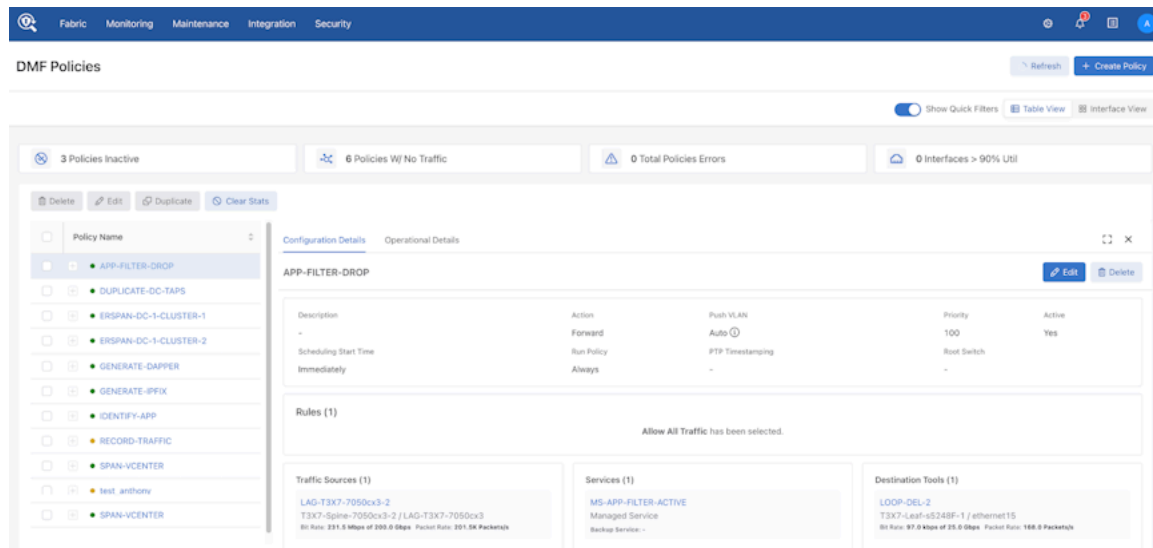 Fabric Monitoring Maintenance Integration Security
3
A
DMF Policies
Refresh
+ Create Policy
Show Quick Filters
Table View
Interface View
3 Policies Inactive
6 Policies W/ No Traffic
0 Total Policies Errors
0 Interfaces > 90% Util
Delete
Edit
Duplicate
Clear Stats
Policy Name
APP-FILTER-DROP
DUPLICATE-DC-TAPS
ERSPAN-DC-1-CLUSTER-1
ERSPAN-DC-1-CLUSTER-2
GENERATE-DAPPER
GENERATE-IPFIX
IDENTIFY-APP
RECORD-TRAFFIC
SPAN-VCENTER
test_anthony
SPAN-VCENTER
Configuration Details Operational Details
APP-FILTER-DROP
Edit
Delete
Description Action Push VLAN Priority Active
- Forward Auto 100 Yes
Scheduling Start Time Run Policy PTP Timestamping Root Switch
Immediately Always - -
Rules (1)
Allow All Traffic has been selected.
Traffic Sources (1)
LAG-T3X7-7050cx3-2
T3X7-Spine-7050cx3-2 / LAG-T3X7-7050cx3
Bit Rate: 231.5 Mbps of 200.0 Gbps Packet Rate: 201.5K Packets/s
Services (1)
MS-APP-FILTER-ACTIVE
Managed Service
Backup Service: -
Destination Tools (1)
LOOP-DEL-2
T3X7-Leaf-s5248F-1 / ethernet15
Bit Rate: 97.0 kbps of 25.0 Gbps Packet Rate: 166.0 Packets/s